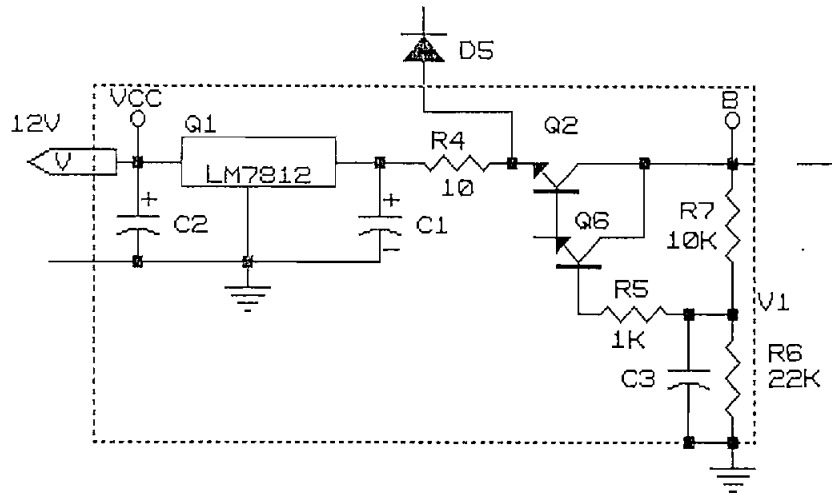 D5
VCC
B
12V
Q1
Q2
R4
V
LM7812
10
+
+
C2
C1
Q6
R7
10K
R5
V1
1K
R6
C3
22K